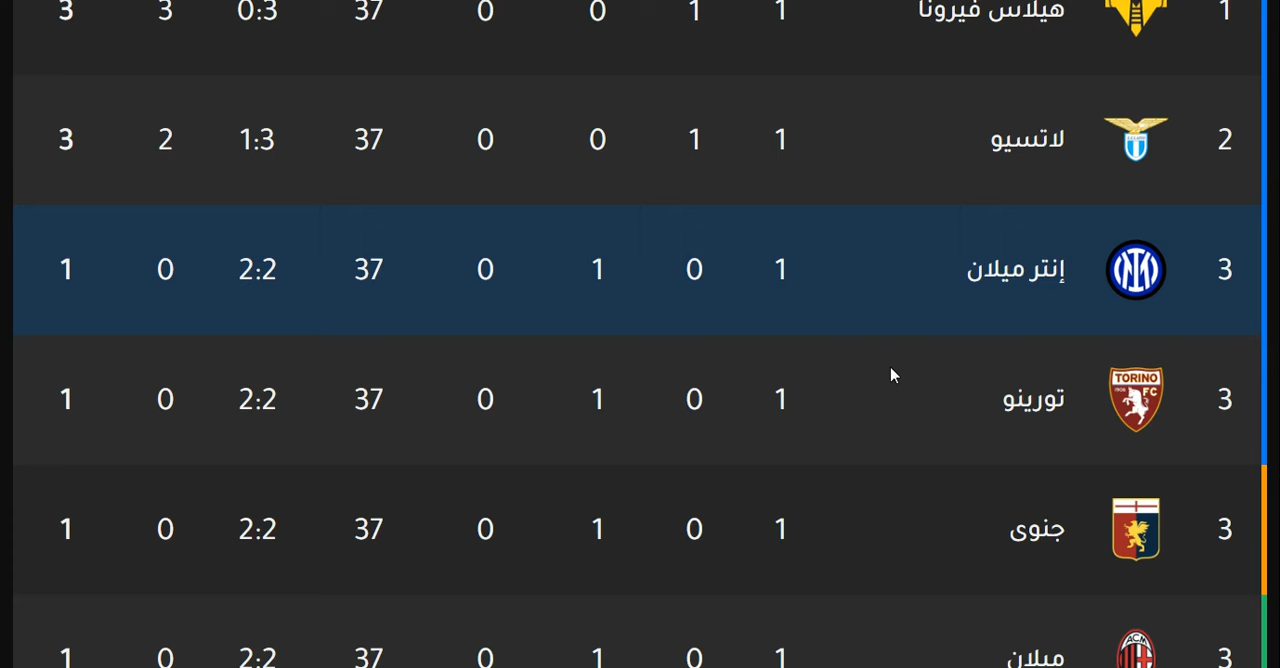 1 هيلاس فيرونا 1 1 0 0 37 0:3 3 3
2 لاتسيو 1 1 0 0 37 1:3 2 3
3 إنتر ميلان 1 0 1 0 37 2:2 0 1
3 TORINO FC تورينو 1 0 1 0 37 2:2 0 1
3 جنوى 1 0 1 0 37 2:2 0 1
3 ACM ميلان 1 0 1 0 37 2:2 0 1